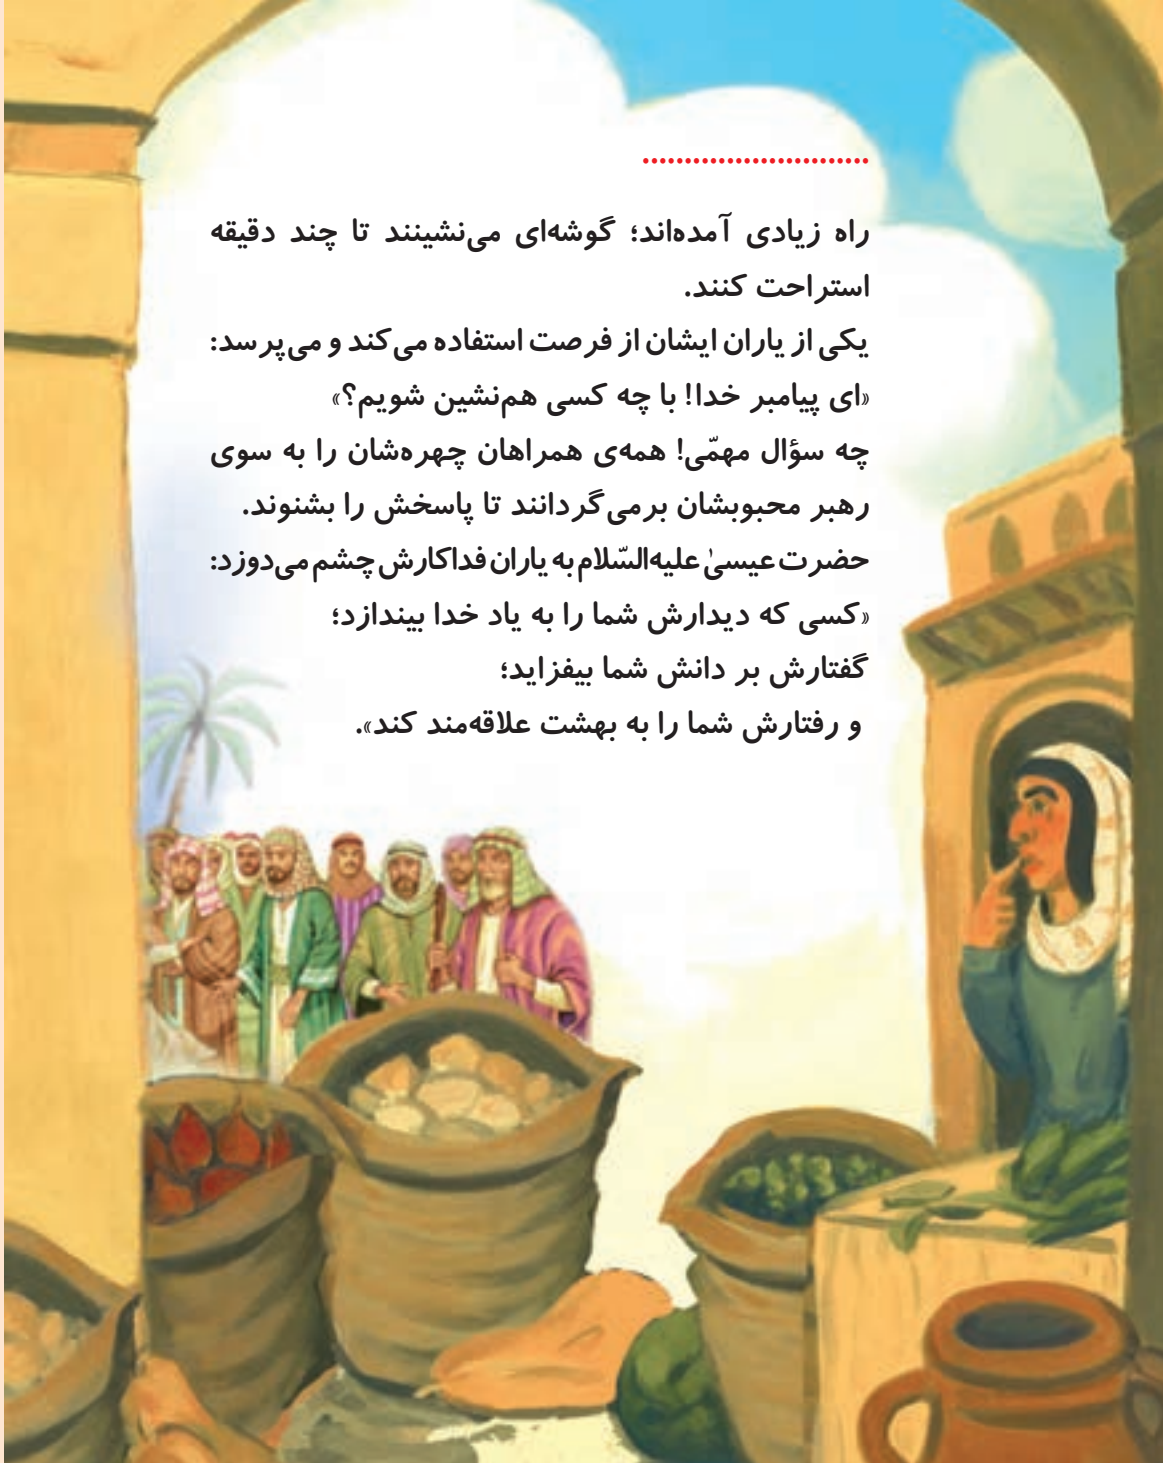 راه زیادی آمده‌اند؛ گوشه‌ای می‌نشینند تا چند دقیقه
استراحت کنند.
یکی از یاران ایشان از فرصت استفاده می‌کند و می‌پرسد:
«ای پیامبر خدا! با چه کسی هم‌نشین شویم؟»
چه سؤال مهمّی! همه‌ی همراهان چهره‌شان را به سوی
رهبر محبوبشان برمی‌گردانند تا پاسخش را بشنوند.
حضرت عیسیٰ علیه‌السّلام به یاران فداکارش چشم می‌دوزد:
«کسی که دیدارش شما را به یاد خدا بیندازد؛
گفتارش بر دانش شما بیفزاید؛
و رفتارش شما را به بهشت علاقه‌مند کند».